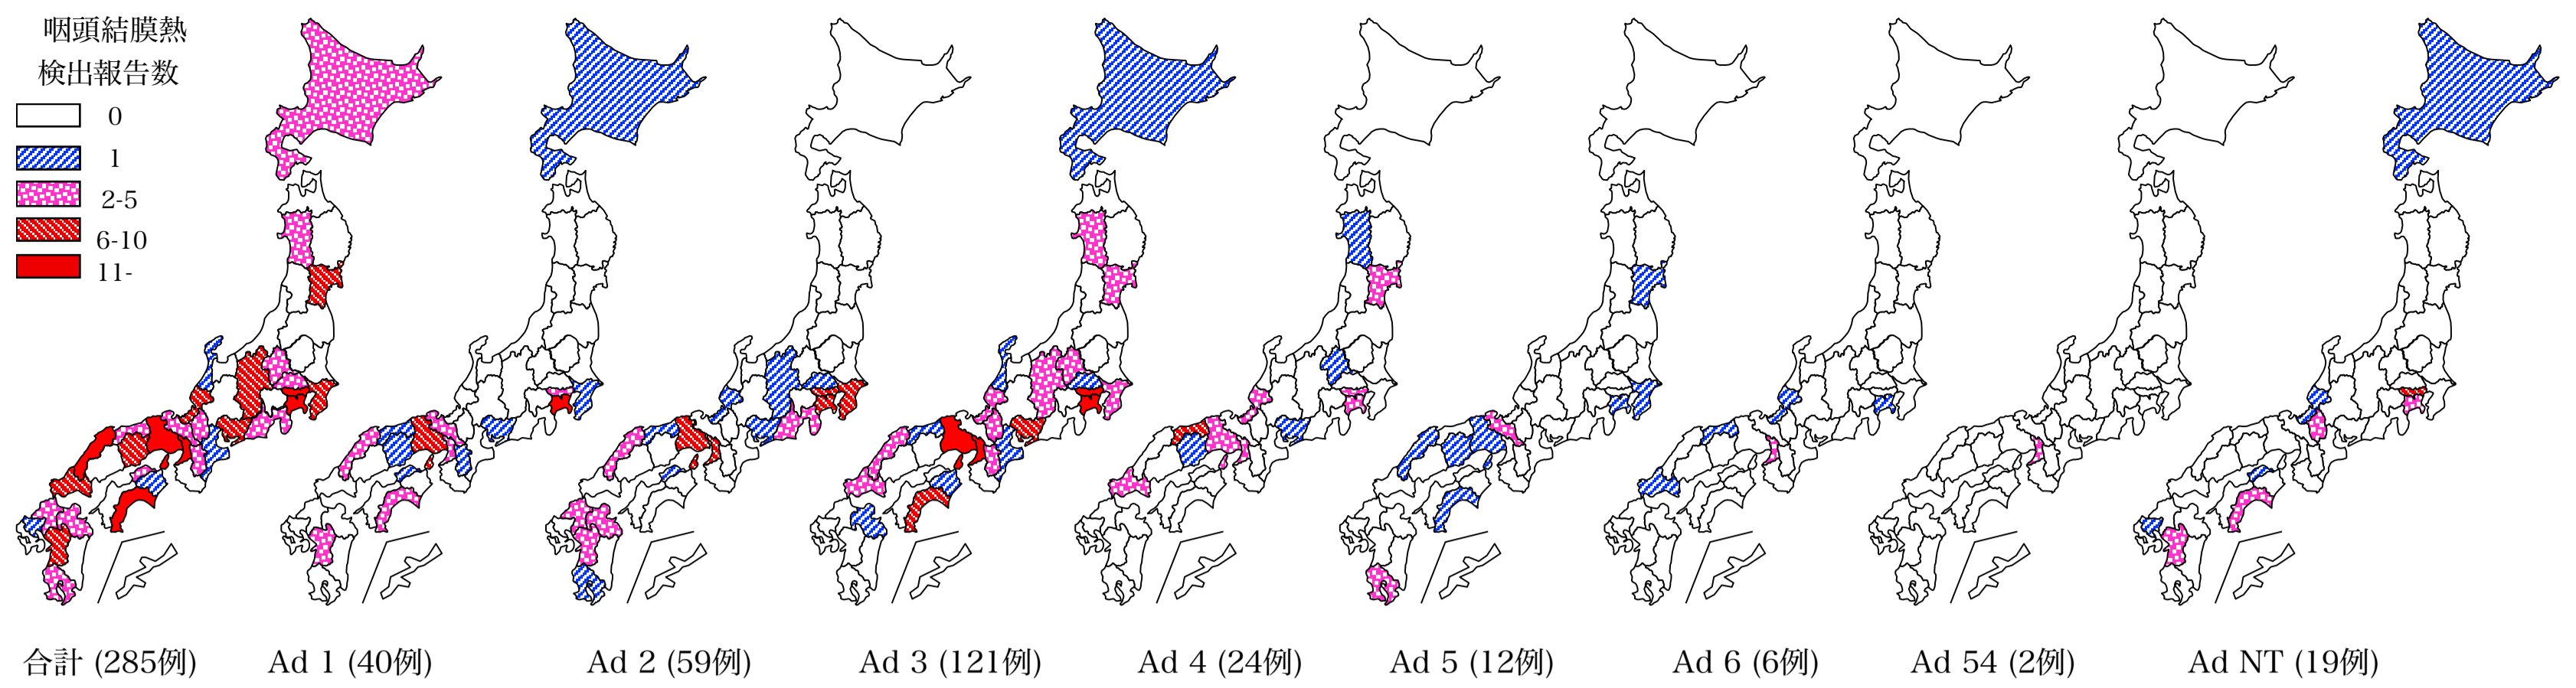 咽頭結膜熱
検出報告数
0
1
2-5
6-10
11-
合計 (285例)
Ad 1 (40例)
Ad 2 (59例)
Ad 3 (121例)
Ad 4 (24例)
Ad 5 (12例)
Ad 6 (6例)
Ad 54 (2例)
Ad NT (19例)